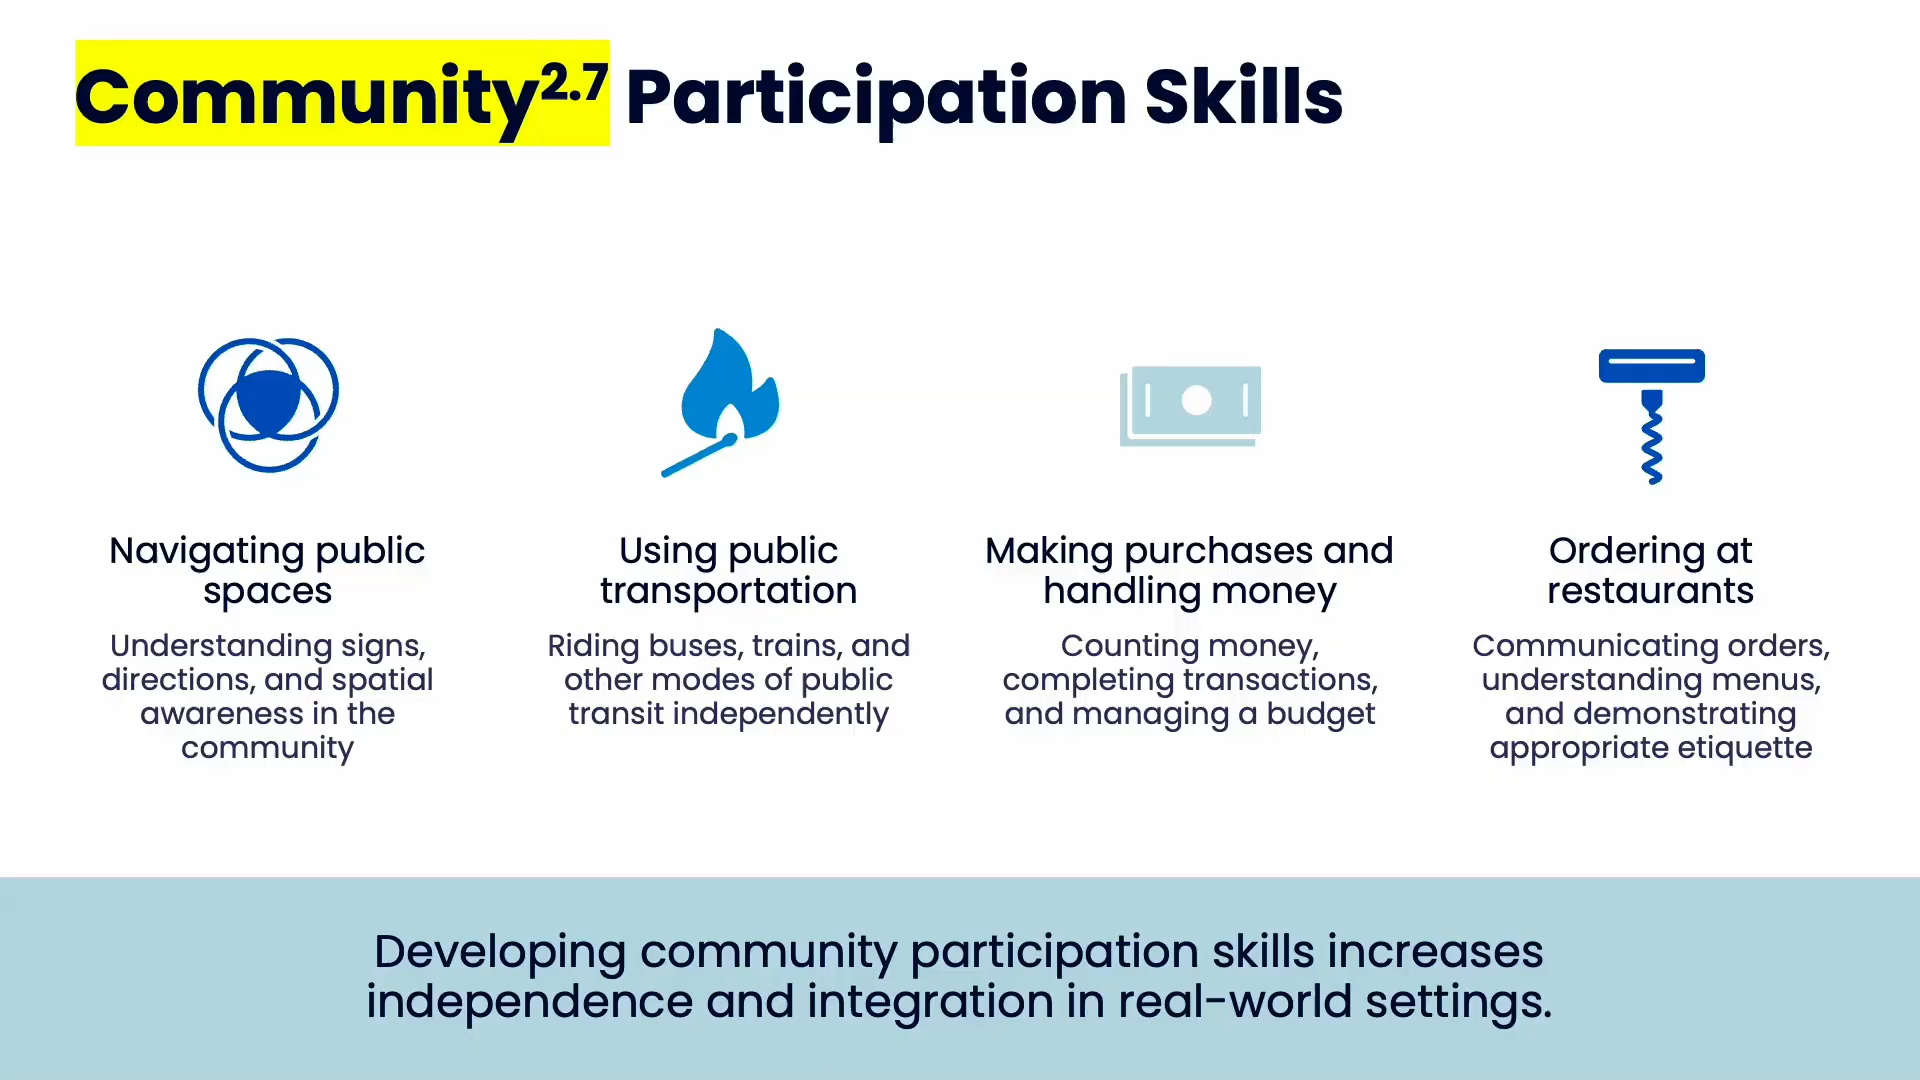 Community2.7 Participation Skills
Navigating public
spaces
Understanding signs,
directions, and spatial
awareness in the
community
Using public
transportation
Riding buses, trains, and
other modes of public
transit independently
Making purchases and
handling money
Counting money,
completing transactions,
and managing a budget
Ordering at
restaurants
Communicating orders,
understanding menus,
and demonstrating
appropriate etiquette
Developing community participation skills increases
independence and integration in real-world settings.